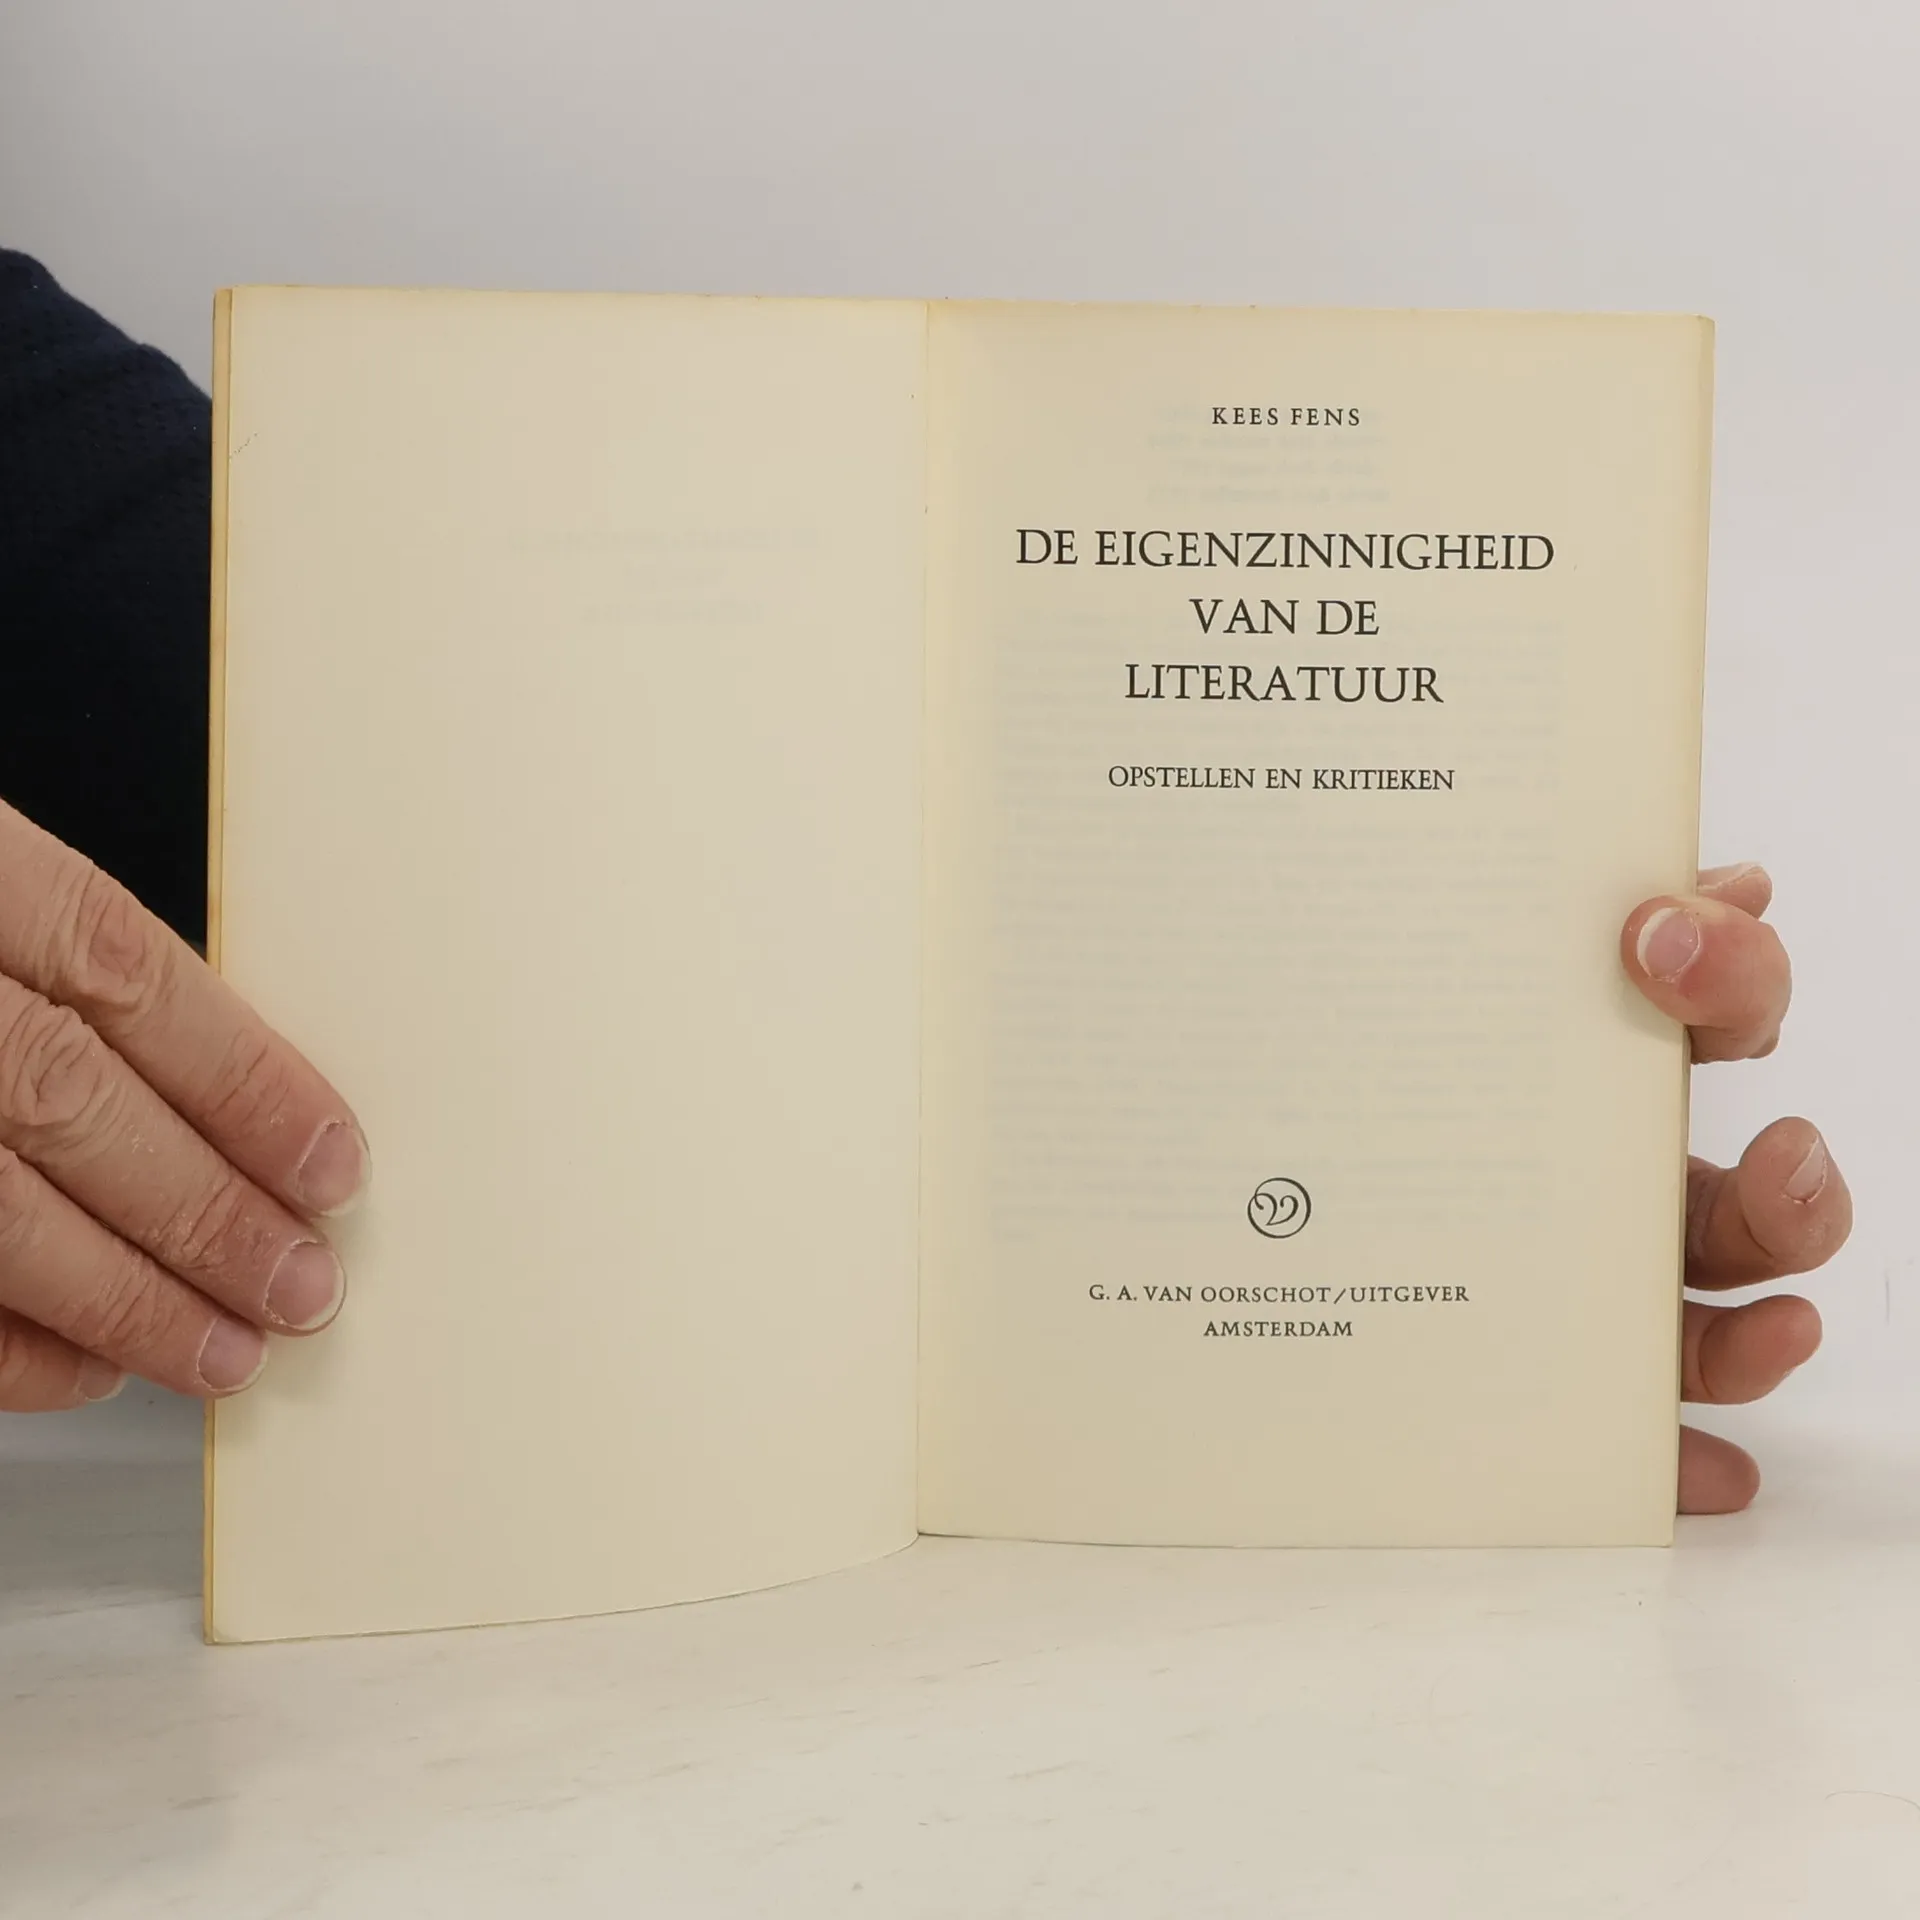 KEES FENS
DE EIGENZINNIGHEID
VAN DE
LITERATUUR
OPSTELLEN EN KRITIEKEN
G. A. VAN OORSCHOT/UITGEVER
AMSTERDAM